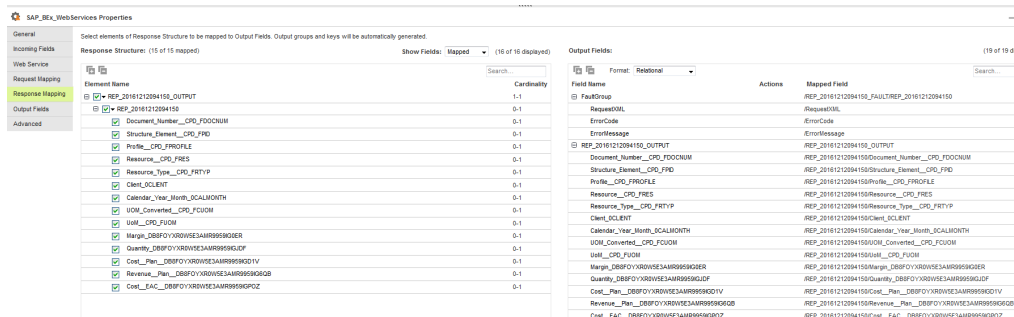 SAP_BEx_WebServices Properties
General
Incoming Fields
Web Service
Request Mapping
Response Mapping
Output Fields
Advanced
Select elements of Response Structure to be mapped to Output Fields. Output groups and keys will be automatically generated.
Response Structure: (15 of 15 mapped)
Show Fields: Mapped (16 of 16 displayed)
Search...
Element Name Cardinality
REP_20161212094150_OUTPUT 1-1
REP_20161212094150 0-1
Document_Number__CPD_FDOCNUM 0-1
Structure_Element__CPD_FPID 0-1
Profile__CPD_FPROFILE 0-1
Resource__CPD_FRES 0-1
Resource_Type__CPD_FRTYP 0-1
Client_0CLIENT 0-1
Calendar_Year_Month_0CALMONTH 0-1
UOM_Converted__CPD_FCUOM 0-1
UoM__CPD_FUOM 0-1
Margin_DB8FOYXR0W5E3AMR9959IG0ER 0-1
Quantity_DB8FOYXR0W5E3AMR9959IGJDF 0-1
Cost__Plan__DB8FOYXR0W5E3AMR9959IGD1V 0-1
Revenue__Plan__DB8FOYXR0W5E3AMR9959IG6QB 0-1
Cost__EAC__DB8FOYXR0W5E3AMR9959IGPOZ 0-1
Output Fields: (19 of 19 d
Format: Relational
Search...
Field Name Actions Mapped Field
FaultGroup /REP_20161212094150_FAULT/REP_20161212094150
RequestXML /RequestXML
ErrorCode /ErrorCode
ErrorMessage /ErrorMessage
REP_20161212094150_OUTPUT /REP_20161212094150_OUTPUT
Document_Number__CPD_FDOCNUM /REP_20161212094150/Document_Number__CPD_FDOCNUM
Structure_Element__CPD_FPID /REP_20161212094150/Structure_Element__CPD_FPID
Profile__CPD_FPROFILE /REP_20161212094150/Profile__CPD_FPROFILE
Resource__CPD_FRES /REP_20161212094150/Resource__CPD_FRES
Resource_Type__CPD_FRTYP /REP_20161212094150/Resource_Type__CPD_FRTYP
Client_0CLIENT /REP_20161212094150/Client_0CLIENT
Calendar_Year_Month_0CALMONTH /REP_20161212094150/Calendar_Year_Month_0CALMONTH
UOM_Converted__CPD_FCUOM /REP_20161212094150/UOM_Converted__CPD_FCUOM
UoM__CPD_FUOM /REP_20161212094150/UoM__CPD_FUOM
Margin_DB8FOYXR0W5E3AMR9959IG0ER /REP_20161212094150/Margin_DB8FOYXR0W5E3AMR9959IG0ER
Quantity_DB8FOYXR0W5E3AMR9959IGJDF /REP_20161212094150/Quantity_DB8FOYXR0W5E3AMR9959IGJDF
Cost__Plan__DB8FOYXR0W5E3AMR9959IGD1V /REP_20161212094150/Cost__Plan__DB8FOYXR0W5E3AMR9959IGD1V
Revenue__Plan__DB8FOYXR0W5E3AMR9959IG6QB /REP_20161212094150/Revenue__Plan__DB8FOYXR0W5E3AMR9959IG6QB
Cost__EAC__DB8FOYXR0W5E3AMR9959IGPOZ /REP_20161212094150/Cost__EAC__DB8FOYXR0W5E3AMR9959IGPOZ